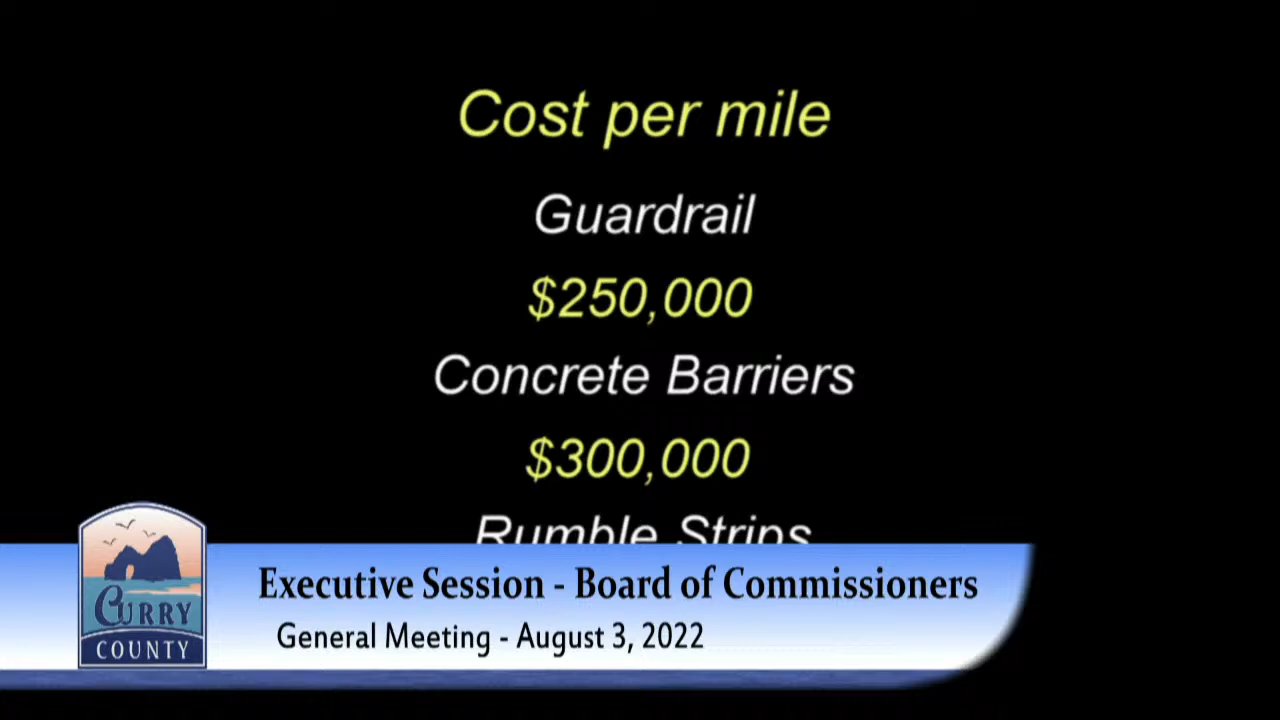 Cost per mile
Guardrail
$250,000
Concrete Barriers
$300,000
Rumble Strips
Executive Session - Board of Commissioners
General Meeting - August 3, 2022
CURRY
COUNTY